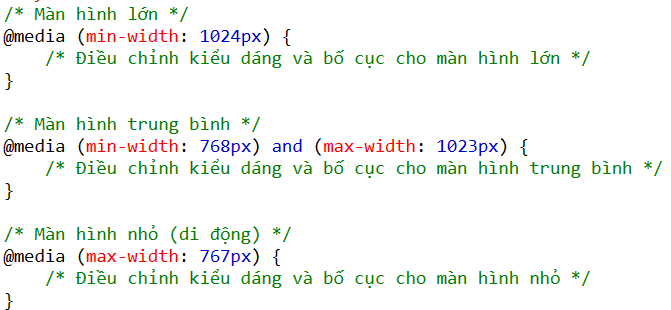 /* Màn hình lớn */
@media (min-width: 1024px) {
    /* Điều chỉnh kiểu dáng và bố cục cho màn hình lớn */
}

/* Màn hình trung bình */
@media (min-width: 768px) and (max-width: 1023px) {
    /* Điều chỉnh kiểu dáng và bố cục cho màn hình trung bình */
}

/* Màn hình nhỏ (di động) */
@media (max-width: 767px) {
    /* Điều chỉnh kiểu dáng và bố cục cho màn hình nhỏ */
}